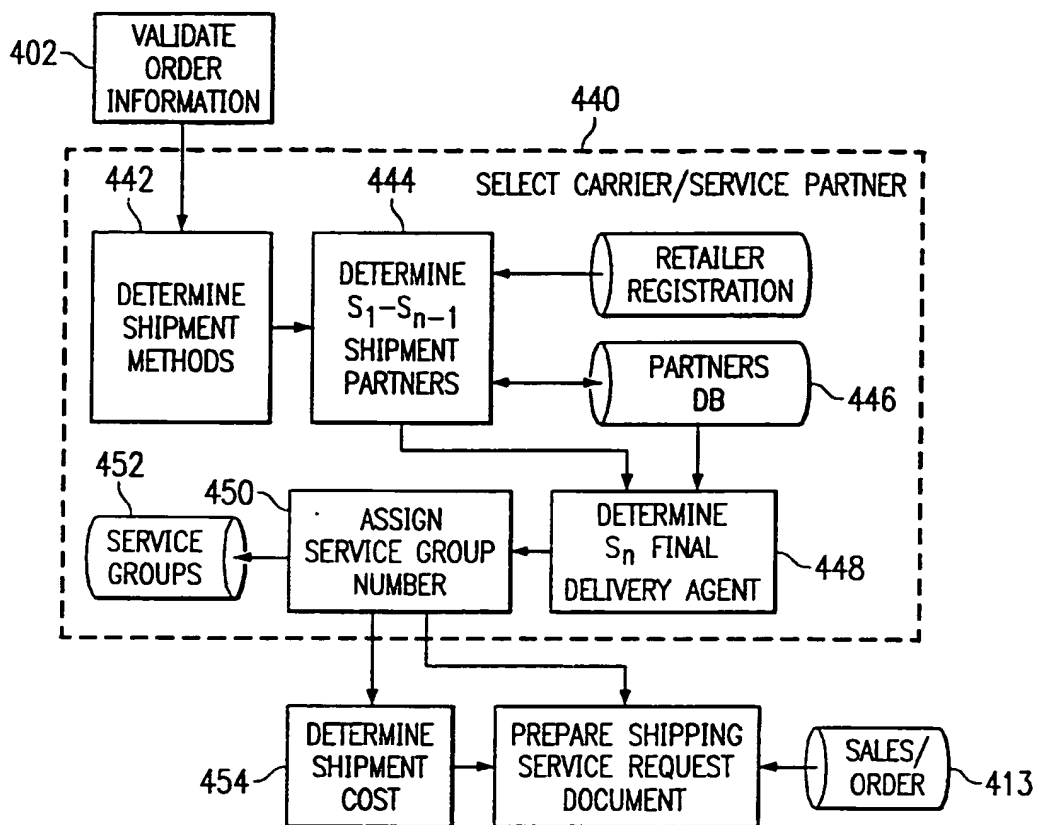 402
VALIDATE
ORDER
INFORMATION
440
SELECT CARRIER/SERVICE PARTNER
442
DETERMINE
SHIPMENT
METHODS
444
DETERMINE
S1–Sn–1
SHIPMENT
PARTNERS
RETAILER
REGISTRATION
PARTNERS
DB
446
452
SERVICE
GROUPS
450
ASSIGN
SERVICE GROUP
NUMBER
DETERMINE
Sn FINAL
DELIVERY AGENT
448
454
DETERMINE
SHIPMENT
COST
PREPARE SHIPPING
SERVICE REQUEST
DOCUMENT
SALES/
ORDER
413